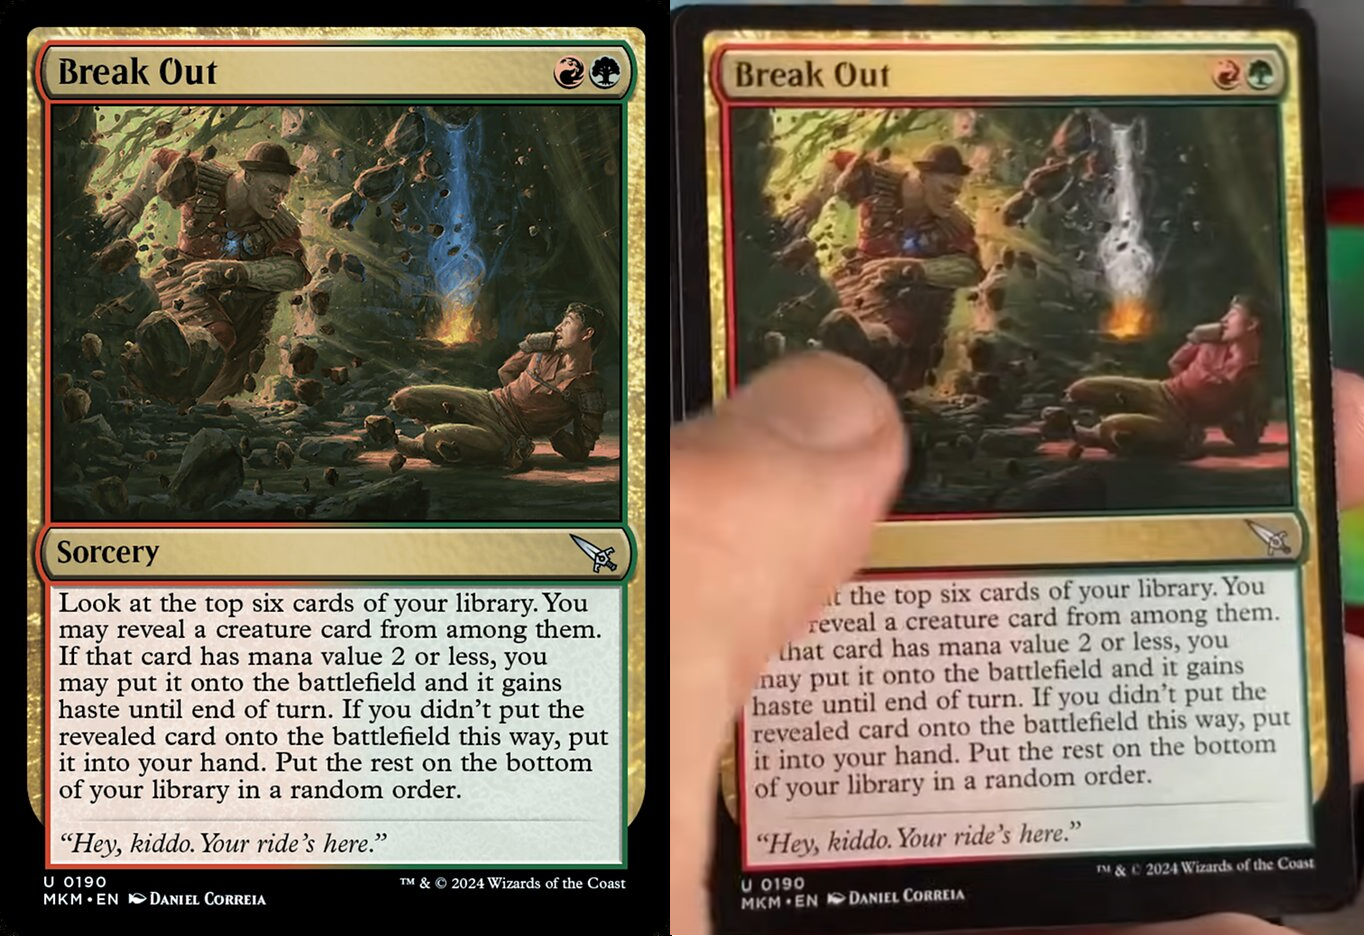 Break Out
Sorcery
Look at the top six cards of your library. You
may reveal a creature card from among them.
If that card has mana value 2 or less, you
may put it onto the battlefield and it gains
haste until end of turn. If you didn't put the
revealed card onto the battlefield this way, put
it into your hand. Put the rest on the bottom
of your library in a random order.
“Hey, kiddo. Your ride's here.”
U 0190
MKM • EN DANIEL CORREIA
™ & © 2024 Wizards of the Coast
Break Out
the top six cards of your library. You
reveal a creature card from among them.
that card has mana value 2 or less, you
may put it onto the battlefield and it gains
haste until end of turn. If you didn't put the
revealed card onto the battlefield this way, put
it into your hand. Put the rest on the bottom
of your library in a random order.
“Hey, kiddo. Your ride's here.”
U 0190
MKM • EN DANIEL CORREIA
™ & © 2024 Wizards of the Coast